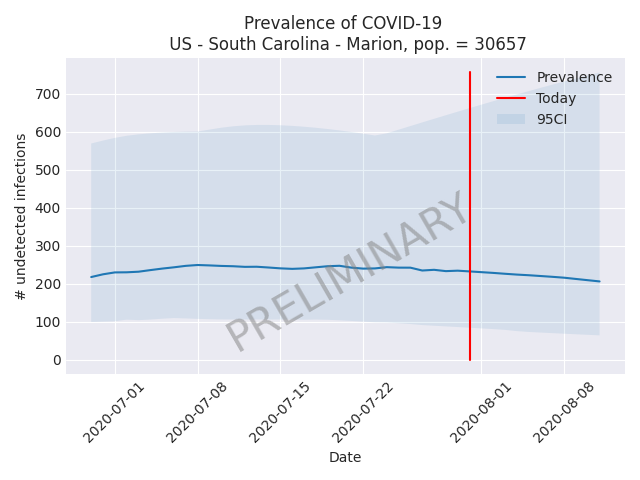 Prevalence of COVID-19
US - South Carolina - Marion, pop. = 30657
Prevalence
Today
95CI
700
600
500
400
300
200
100
0
# undetected infections
PRELIMINARY
2020-07-01
2020-07-08
2020-07-15
2020-07-22
2020-08-01
2020-08-08
Date